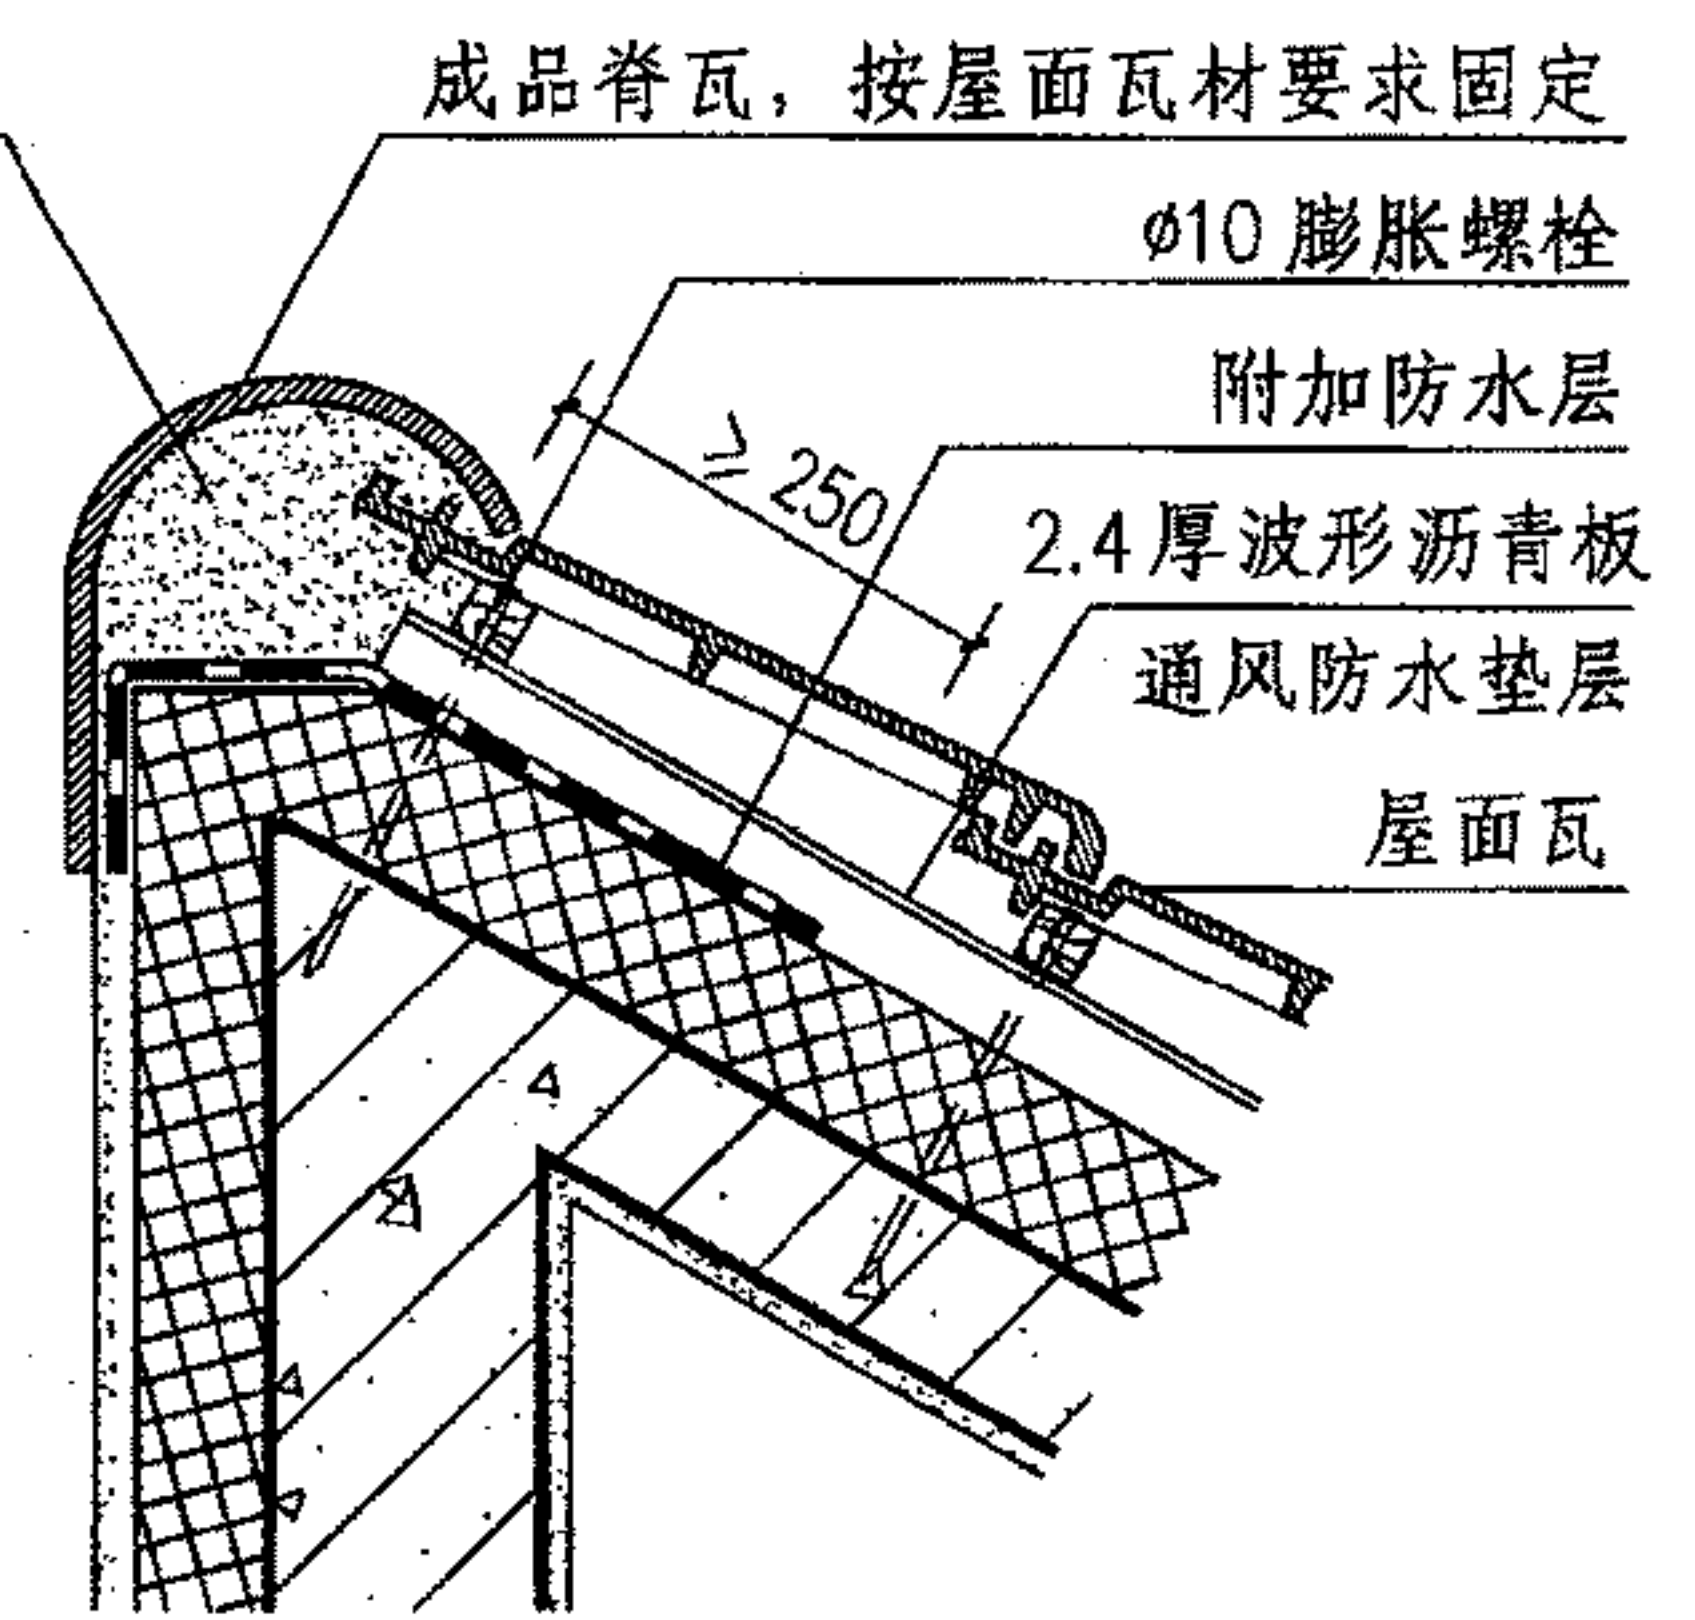 成品脊瓦，按屋面瓦材要求固定
ø10 膨胀螺栓
附加防水层
≥ 250
2.4 厚波形沥青板
通风防水垫层
屋面瓦